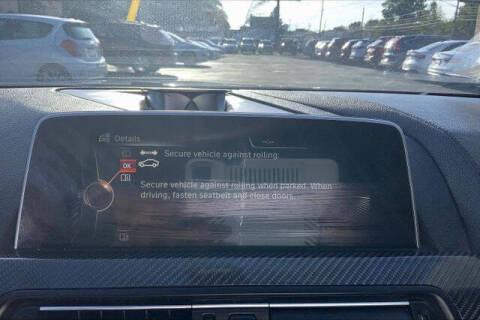 Details
Secure vehicle against rolling:
OK
Secure vehicle against rolling when parked. When
driving, fasten seatbelt and close doors.